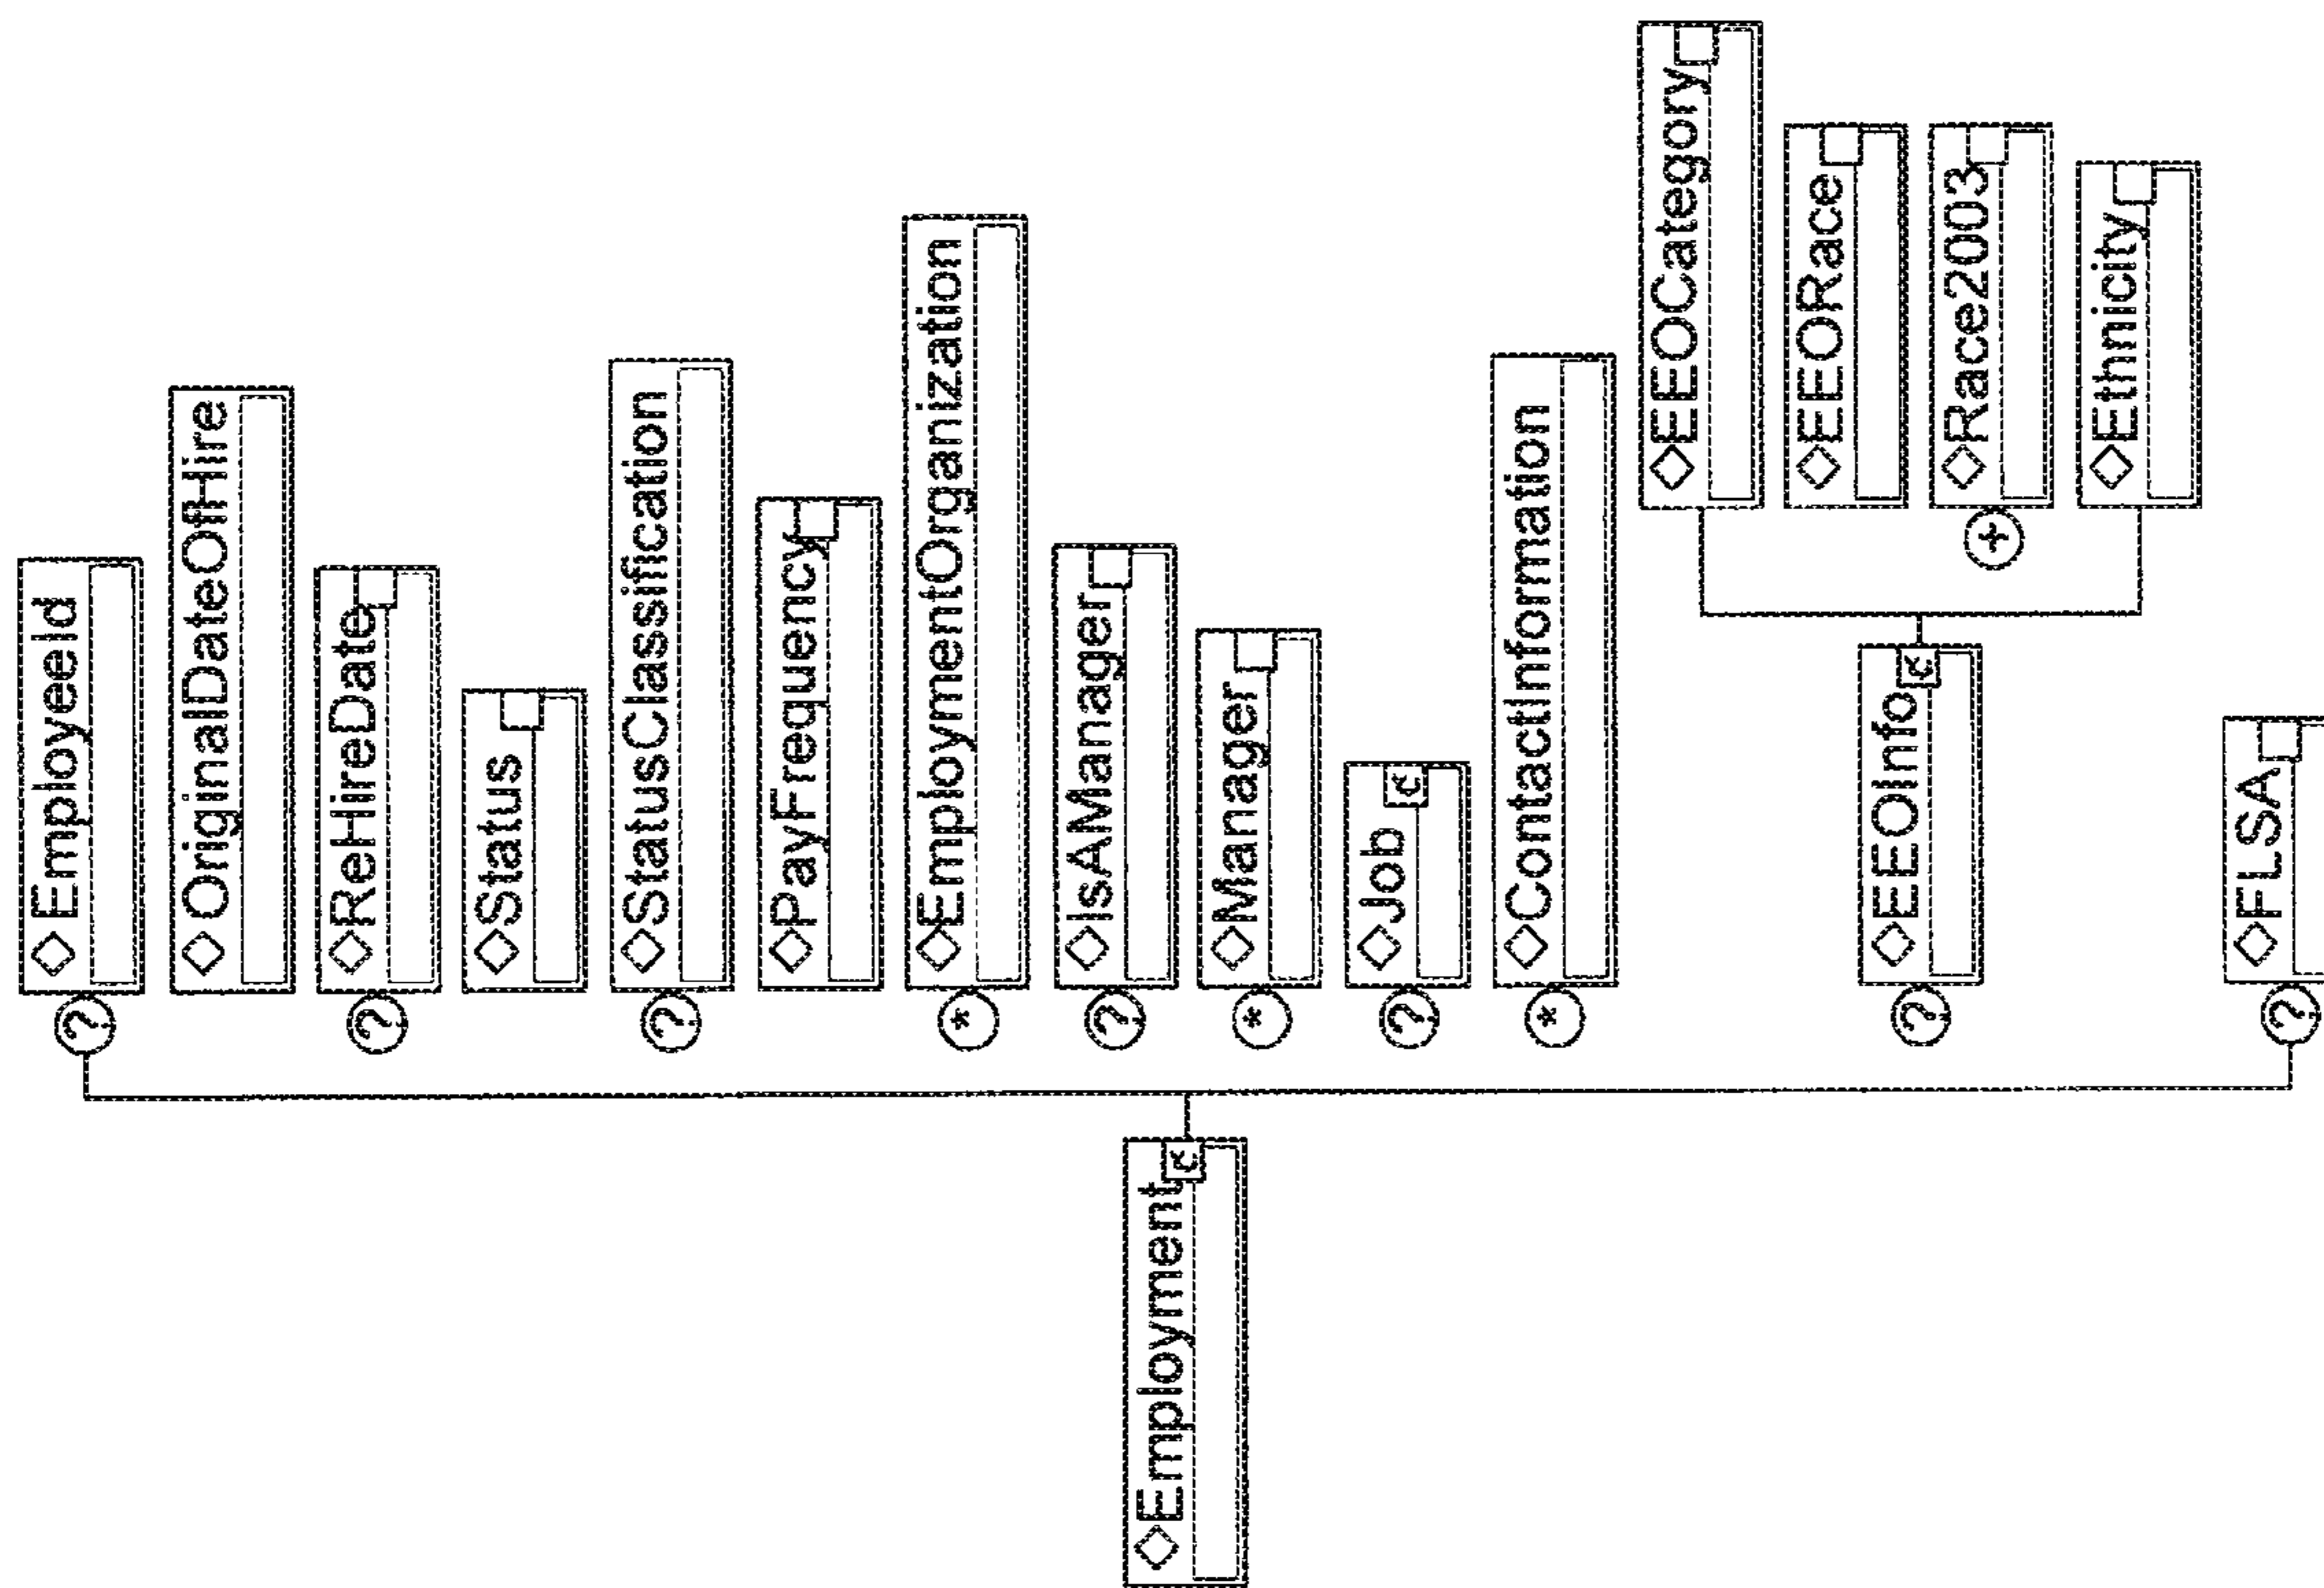 Employment
?
EmployeeId
OriginalDateOfHire
?
ReHireDate
Status
?
StatusClassification
PayFrequency
*
EmploymentOrganization
?
IsAManager
*
Manager
?
Job
*
ContactInformation
?
EEOInfo
EEOCategory
EEORace
+
Race2003
Ethnicity
?
FLSA